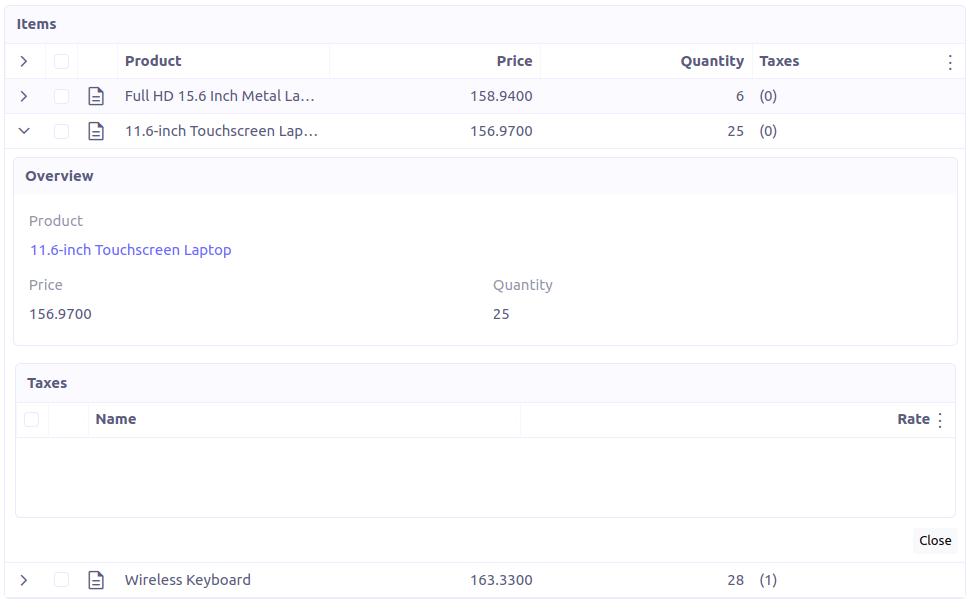 Items
Product Price Quantity Taxes
Full HD 15.6 Inch Metal La... 158.9400 6 (0)
11.6-inch Touchscreen Lap... 156.9700 25 (0)
Overview
Product
11.6-inch Touchscreen Laptop
Price Quantity
156.9700 25
Taxes
Name Rate
Close
Wireless Keyboard 163.3300 28 (1)